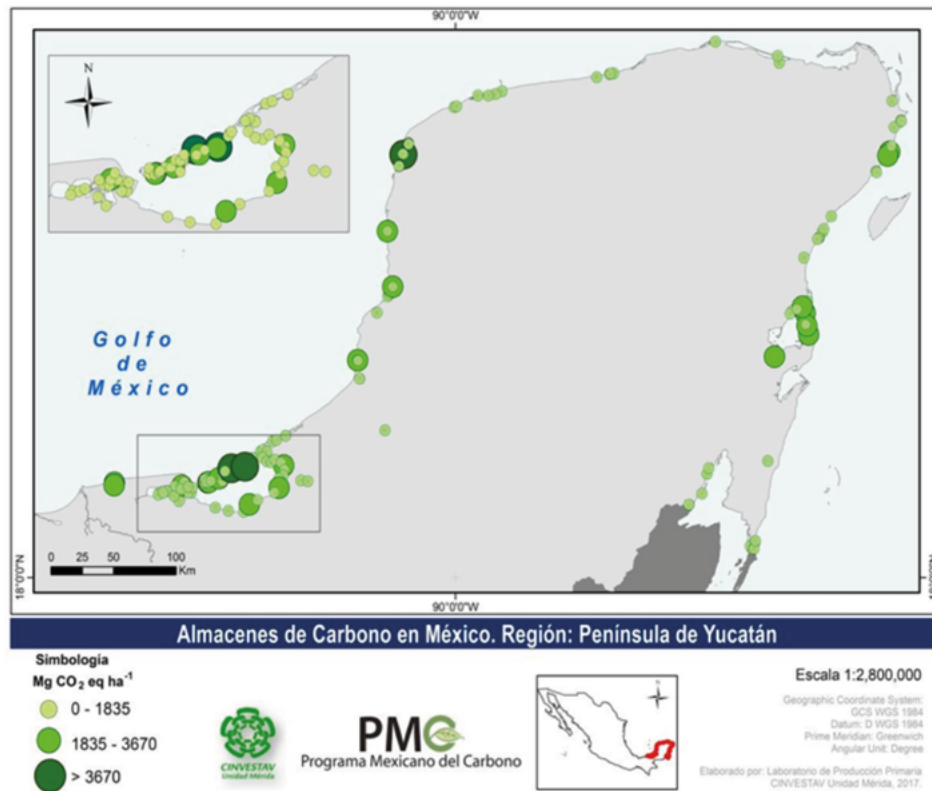 90°0'0"W
N
Golfo
de
México
0 25 50 100
Km
18°0'0"N
90°0'0"W
Almacenes de Carbono en México. Región: Península de Yucatán
Simbología
Mg CO₂ eq ha⁻¹
0 - 1835
1835 - 3670
> 3670
CINVESTAV
Unidad Mérida
PMC
Programa Mexicano del Carbono
Escala 1:2,800,000
Geographic Coordinate System:
GCS WGS 1984
Datum: D WGS 1984
Prime Meridian: Greenwich
Angular Unit: Degree
Elaborado por: Laboratorio de Producción Primaria
CINVESTAV Unidad Mérida, 2017.